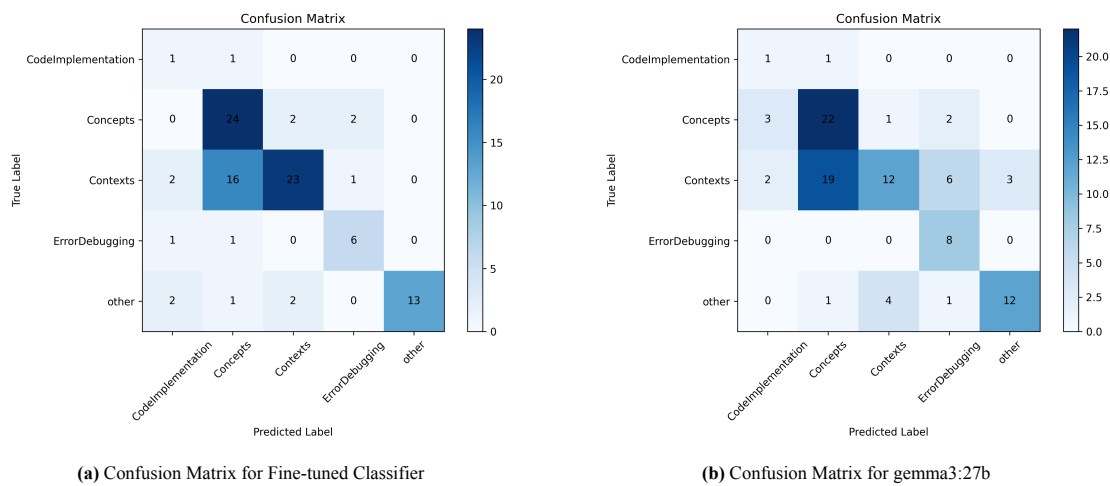 Confusion Matrix
CodeImplementation 1 1 0 0 0
Concepts 0 24 2 2 0
Contexts 2 16 23 1 0
ErrorDebugging 1 1 0 6 0
other 2 1 2 0 13
True Label
CodeImplementation Concepts Contexts ErrorDebugging other
Predicted Label
20
15
10
5
0
(a) Confusion Matrix for Fine-tuned Classifier
Confusion Matrix
CodeImplementation 1 1 0 0 0
Concepts 3 22 1 2 0
Contexts 2 19 12 6 3
ErrorDebugging 0 0 0 8 0
other 0 1 4 1 12
True Label
CodeImplementation Concepts Contexts ErrorDebugging other
Predicted Label
20.0
17.5
15.0
12.5
10.0
7.5
5.0
2.5
0.0
(b) Confusion Matrix for gemma3:27b